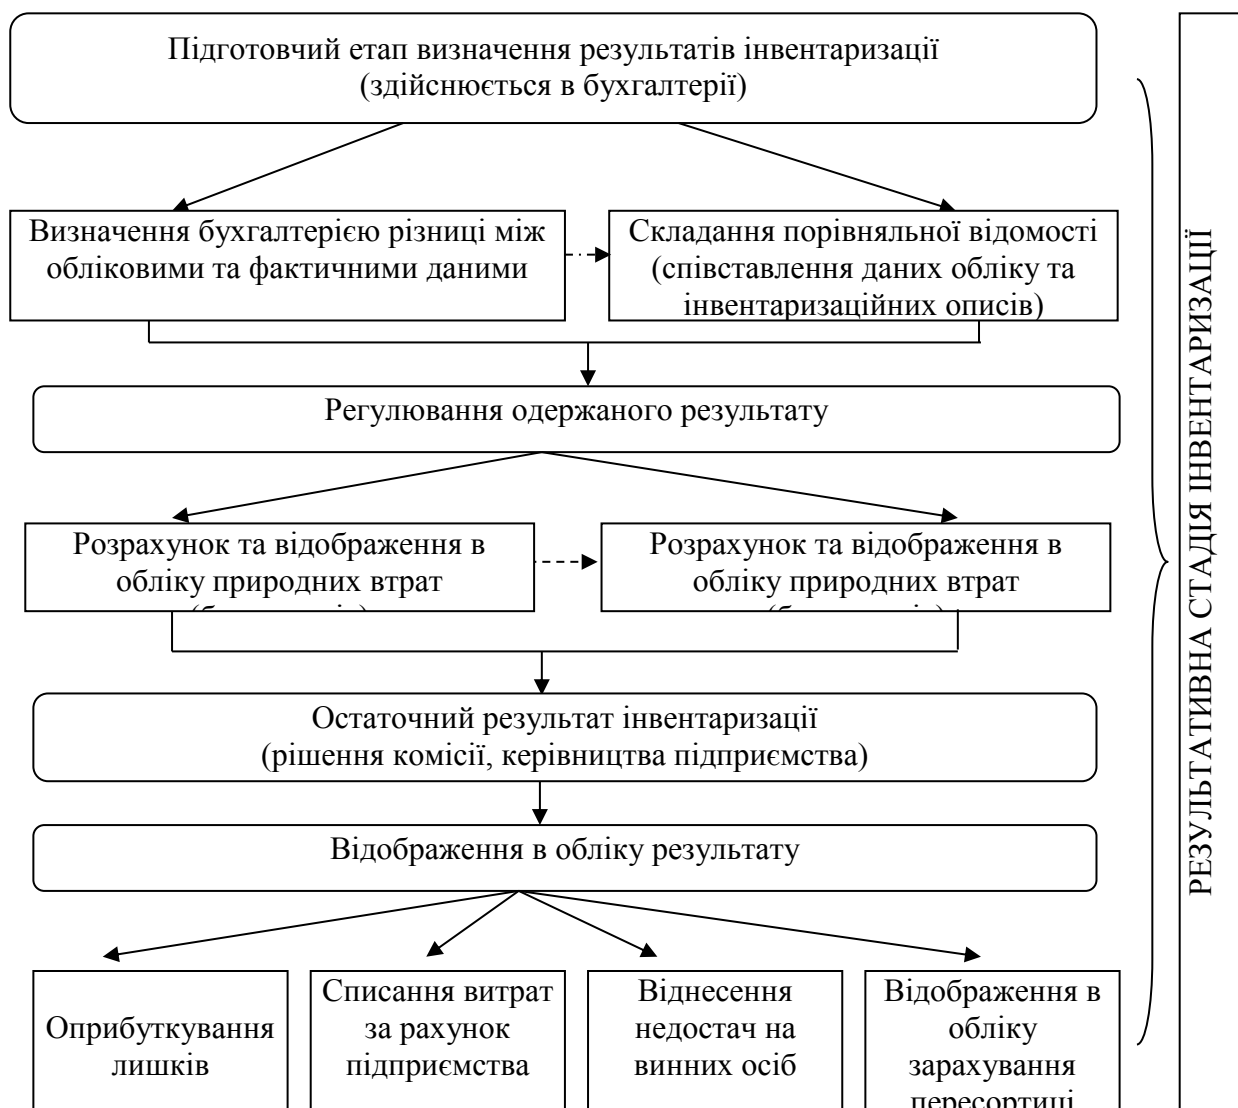 Підготовчий етап визначення результатів інвентаризації
(здійснюється в бухгалтерії)
Визначення бухгалтерією різниці між
обліковими та фактичними даними
Складання порівняльної відомості
(співставлення даних обліку та
інвентаризаційних описів)
Регулювання одержаного результату
Розрахунок та відображення в
обліку природних втрат
Розрахунок та відображення в
обліку природних втрат
Остаточний результат інвентаризації
(рішення комісії, керівництва підприємства)
Відображення в обліку результату
Оприбуткування
лишків
Списання витрат
за рахунок
підприємства
Віднесення
недостач на
винних осіб
Відображення в
обліку
зарахування
пересортиці
РЕЗУЛЬТАТИВНА СТАДІЯ ІНВЕНТАРИЗАЦІЇ